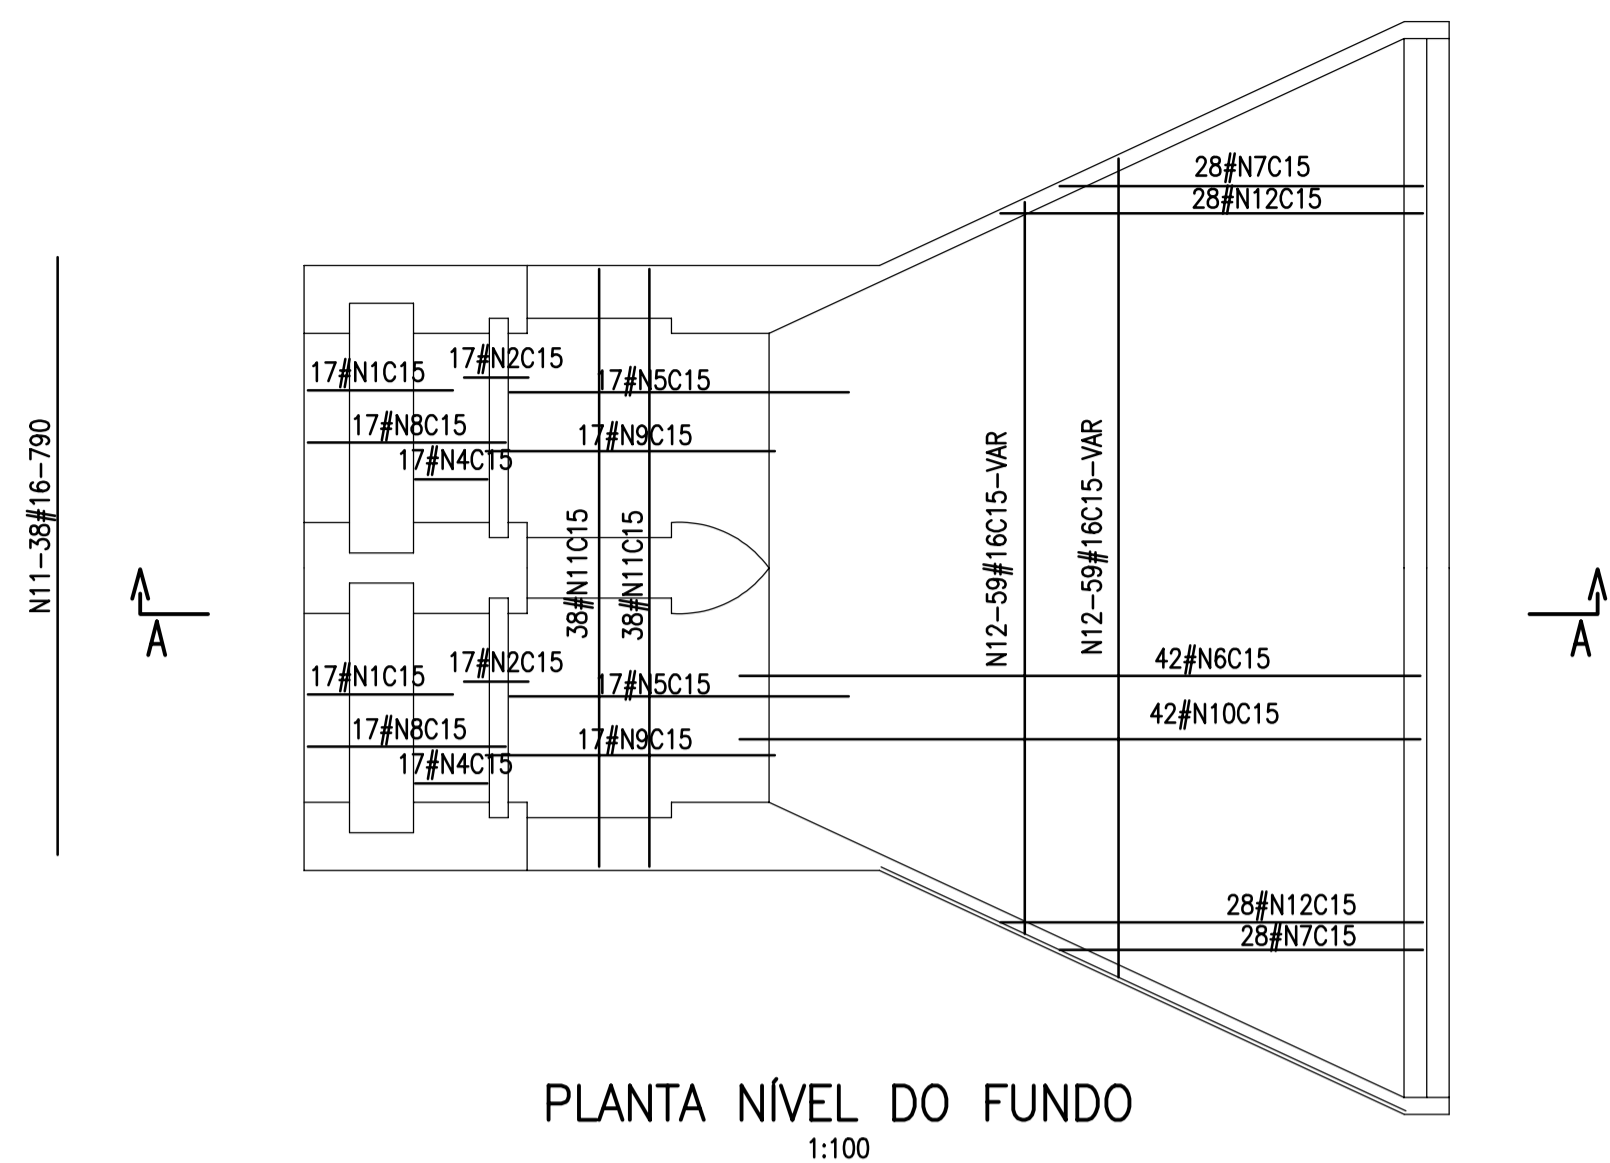 28#N7C15
28#N12C15
17#N2C15
17#N1C15
17#N5C15
17#N8C15
17#N9C15
17#N4C15
N11-38#16-790
38#N11C15
38#N11C15
N12-59#16C15-VAR
N12-59#16C15-VAR
A
A
17#N2C15
17#N1C15
17#N5C15
42#N6C15
42#N10C15
17#N8C15
17#N9C15
17#N4C15
28#N12C15
28#N7C15
PLANTA NÍVEL DO FUNDO
1:100